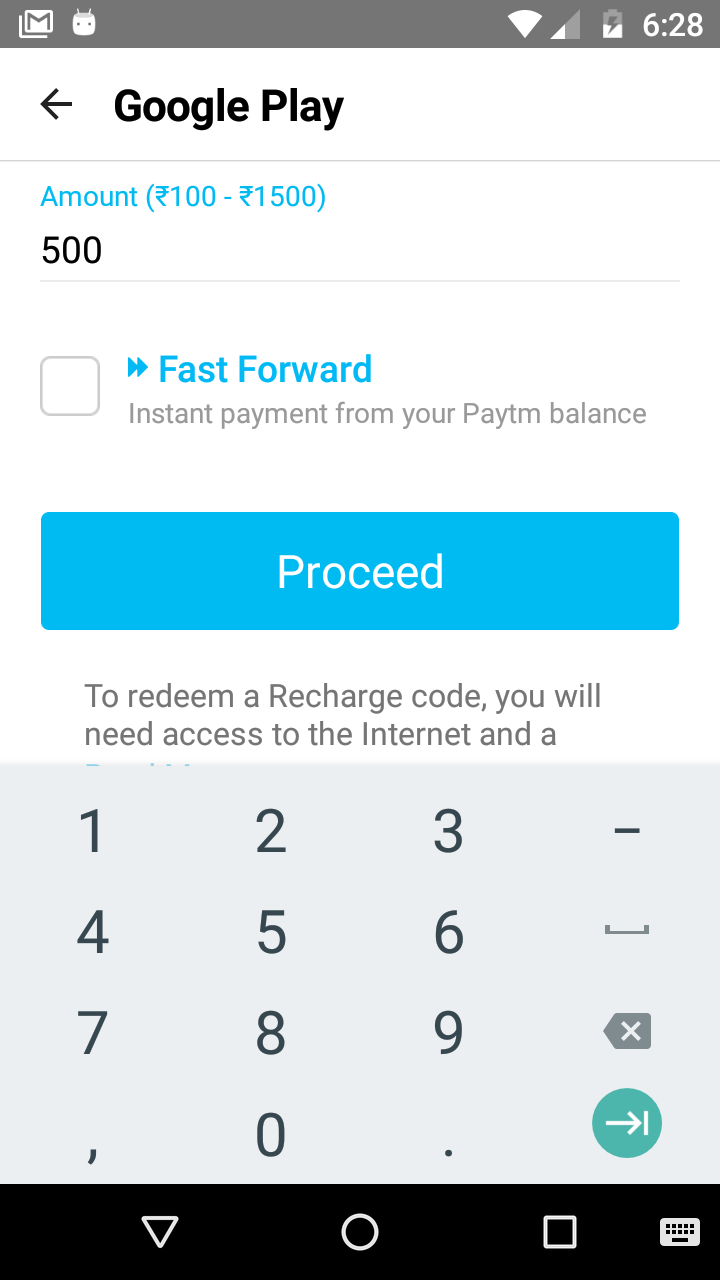 6:28
Google Play
Amount (₹100 - ₹1500)
500
Fast Forward
Instant payment from your Paytm balance
Proceed
To redeem a Recharge code, you will
need access to the Internet and a
1 2 3 –
4 5 6
7 8 9
, 0 .